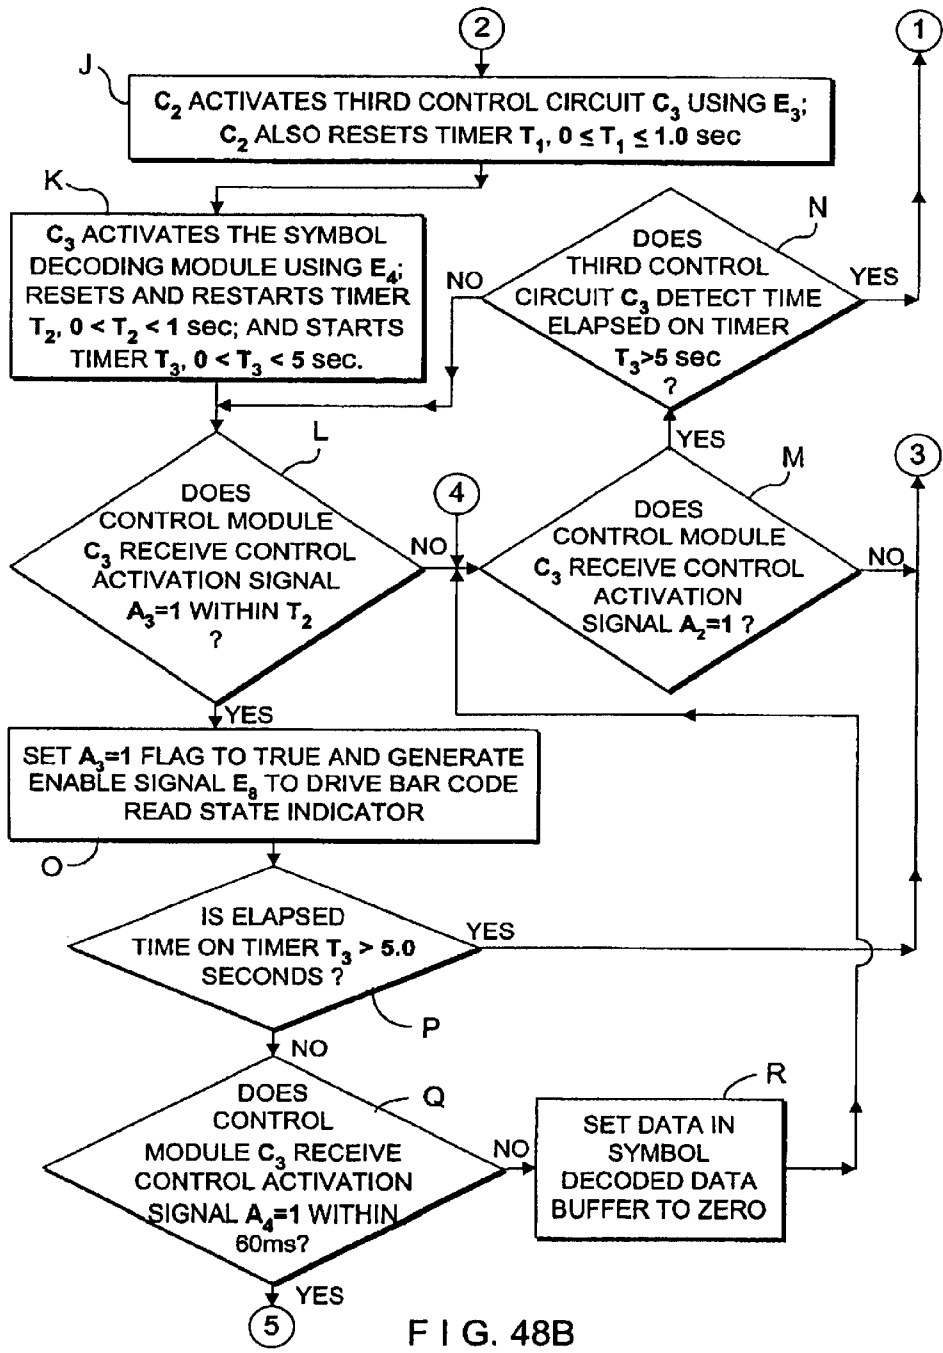 2
1
J
C2 ACTIVATES THIRD CONTROL CIRCUIT C3 USING E3;
C2 ALSO RESETS TIMER T1, 0 ≤ T1 ≤ 1.0 sec
K
C3 ACTIVATES THE SYMBOL
DECODING MODULE USING E4;
RESETS AND RESTARTS TIMER
T2, 0 < T2 < 1 sec; AND STARTS
TIMER T3, 0 < T3 < 5 sec.
N
DOES
THIRD CONTROL
CIRCUIT C3 DETECT TIME
ELAPSED ON TIMER
T3>5 sec
?
NO
YES
L
DOES
CONTROL MODULE
C3 RECEIVE CONTROL
ACTIVATION SIGNAL
A3=1 WITHIN T2
?
NO
YES
4
YES
M
DOES
CONTROL MODULE
C3 RECEIVE CONTROL
ACTIVATION
SIGNAL A2=1 ?
NO
3
SET A3=1 FLAG TO TRUE AND GENERATE
ENABLE SIGNAL E8 TO DRIVE BAR CODE
READ STATE INDICATOR
O
IS ELAPSED
TIME ON TIMER T3 > 5.0
SECONDS ?
YES
P
NO
DOES
CONTROL
MODULE C3 RECEIVE
CONTROL ACTIVATION
SIGNAL A4=1 WITHIN
60ms?
Q
NO
R
SET DATA IN
SYMBOL
DECODED DATA
BUFFER TO ZERO
YES
5
FIG. 48B